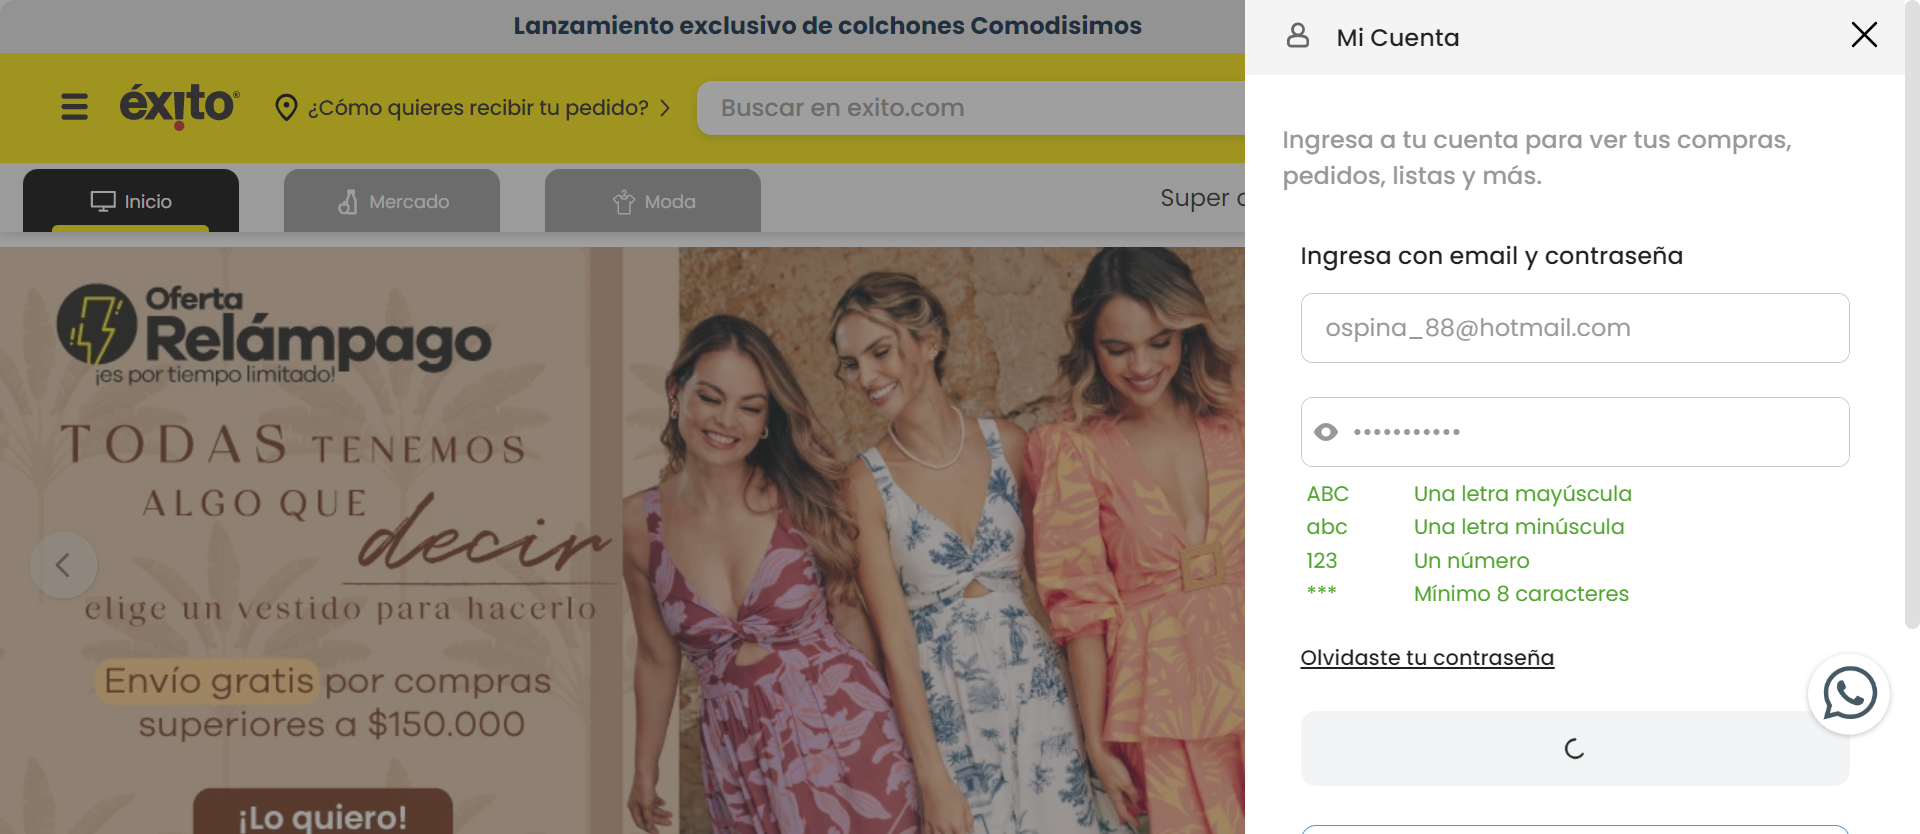 Lanzamiento exclusivo de colchones Comodisimos
Mi Cuenta
éxito®
¿Cómo quieres recibir tu pedido?
Buscar en exito.com
Inicio
Mercado
Moda
Super
Ingresa a tu cuenta para ver tus compras,
pedidos, listas y más.
Ingresa con email y contraseña
ospina_88@hotmail.com
•••••••••••
ABC Una letra mayúscula
abc Una letra minúscula
123 Un número
*** Mínimo 8 caracteres
Olvidaste tu contraseña
Oferta
Relámpago
¡es por tiempo limitado!
TODAS TENEMOS
ALGO QUE
decir
elige un vestido para hacerlo
Envío gratis por compras
superiores a $150.000
¡Lo quiero!